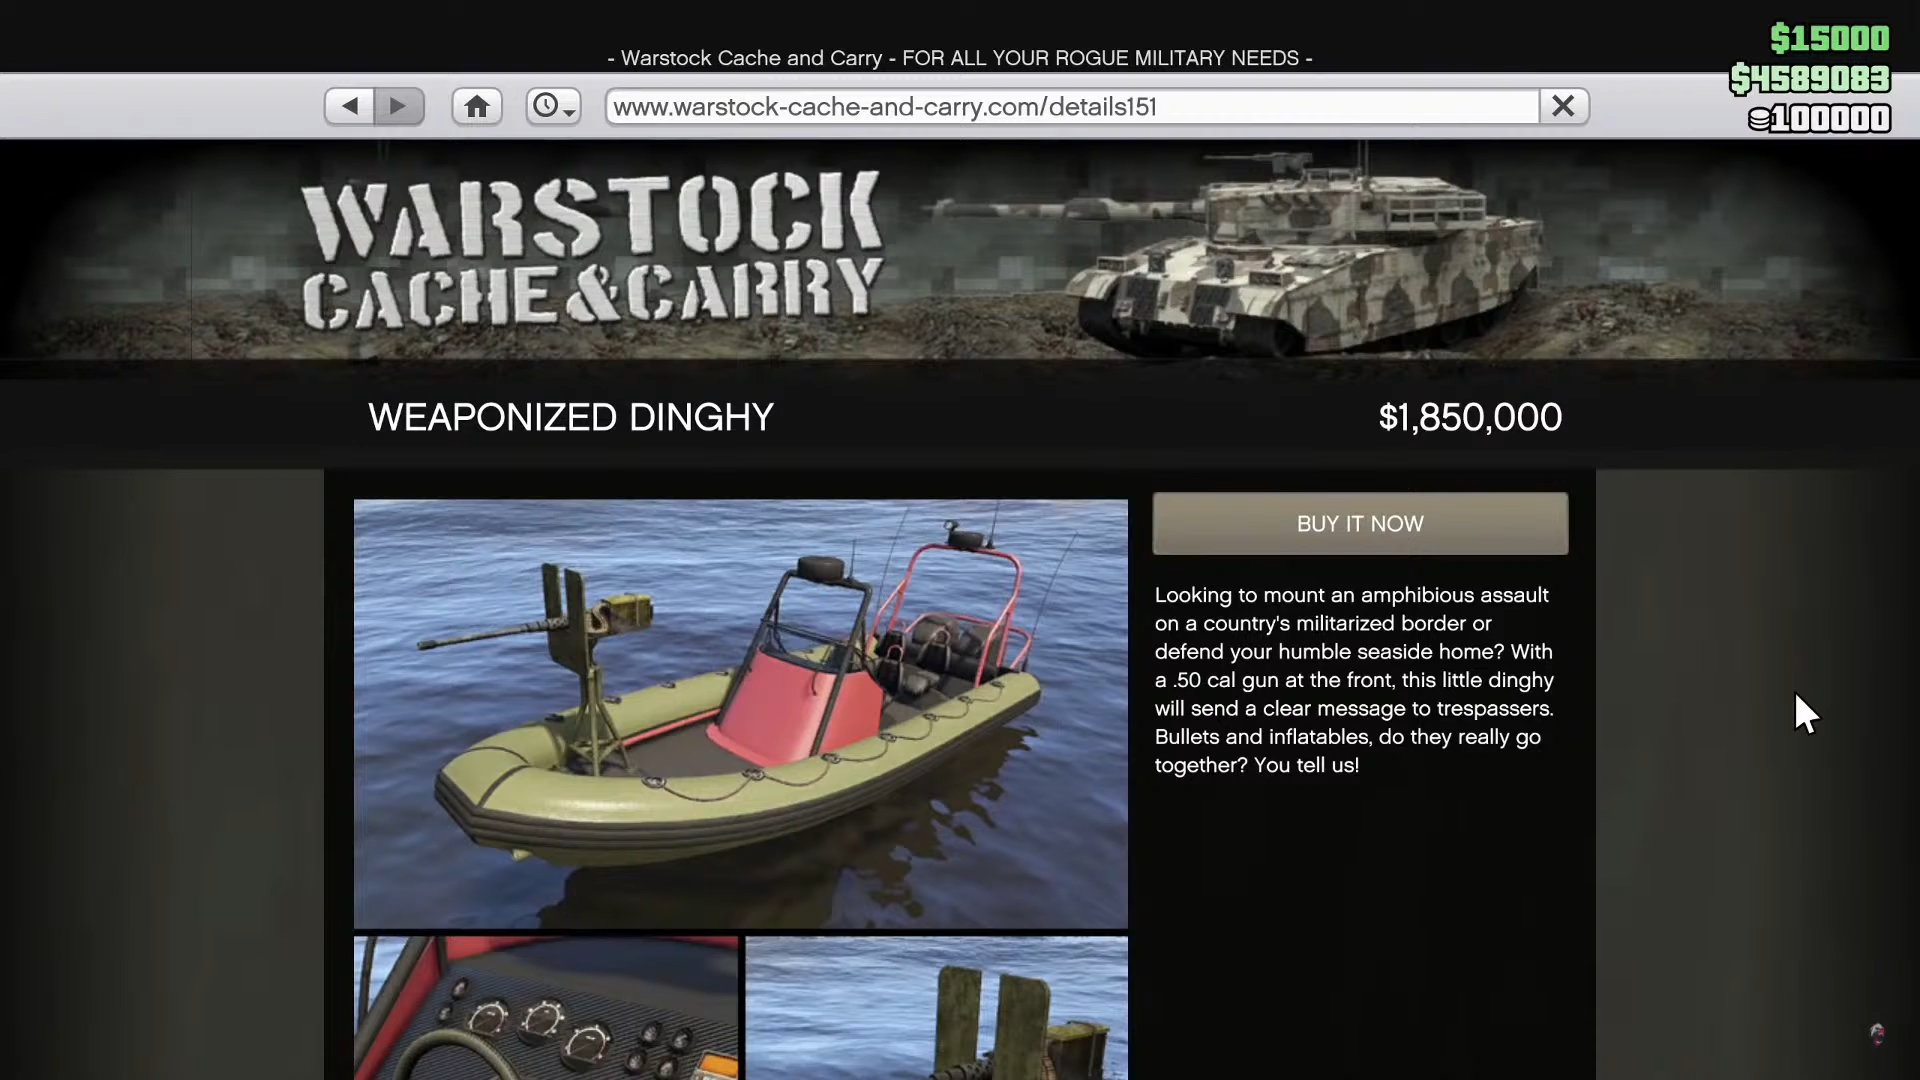 - Warstock Cache and Carry - FOR ALL YOUR ROGUE MILITARY NEEDS -
$15000
$4589083
100000
www.warstock-cache-and-carry.com/details151
WARSTOCK
CACHE & CARRY
WEAPONIZED DINGHY
$1,850,000
BUY IT NOW
Looking to mount an amphibious assault
on a country's militarized border or
defend your humble seaside home? With
a .50 cal gun at the front, this little dinghy
will send a clear message to trespassers.
Bullets and inflatables, do they really go
together? You tell us!